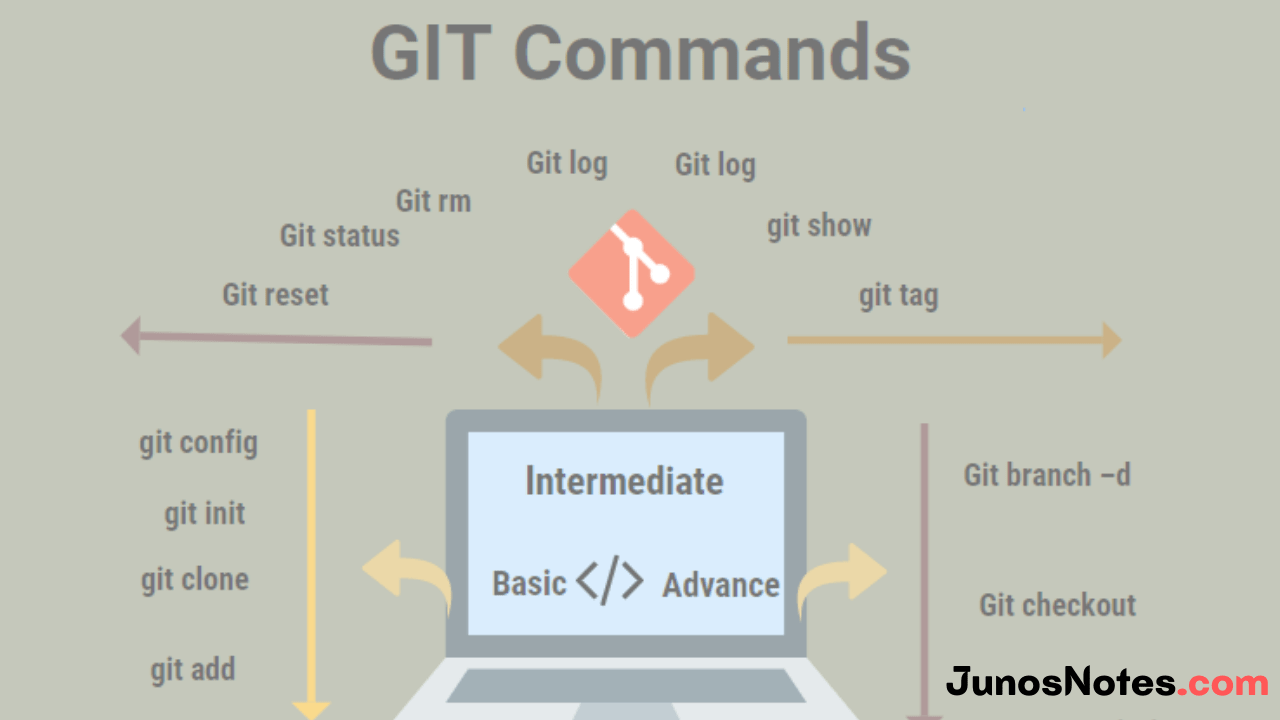 GIT Commands
Git log
Git log
Git rm
git show
Git status
Git reset
git tag
git config
git init
git clone
git add
Intermediate
Basic </> Advance
Git branch –d
Git checkout
JunosNotes.com